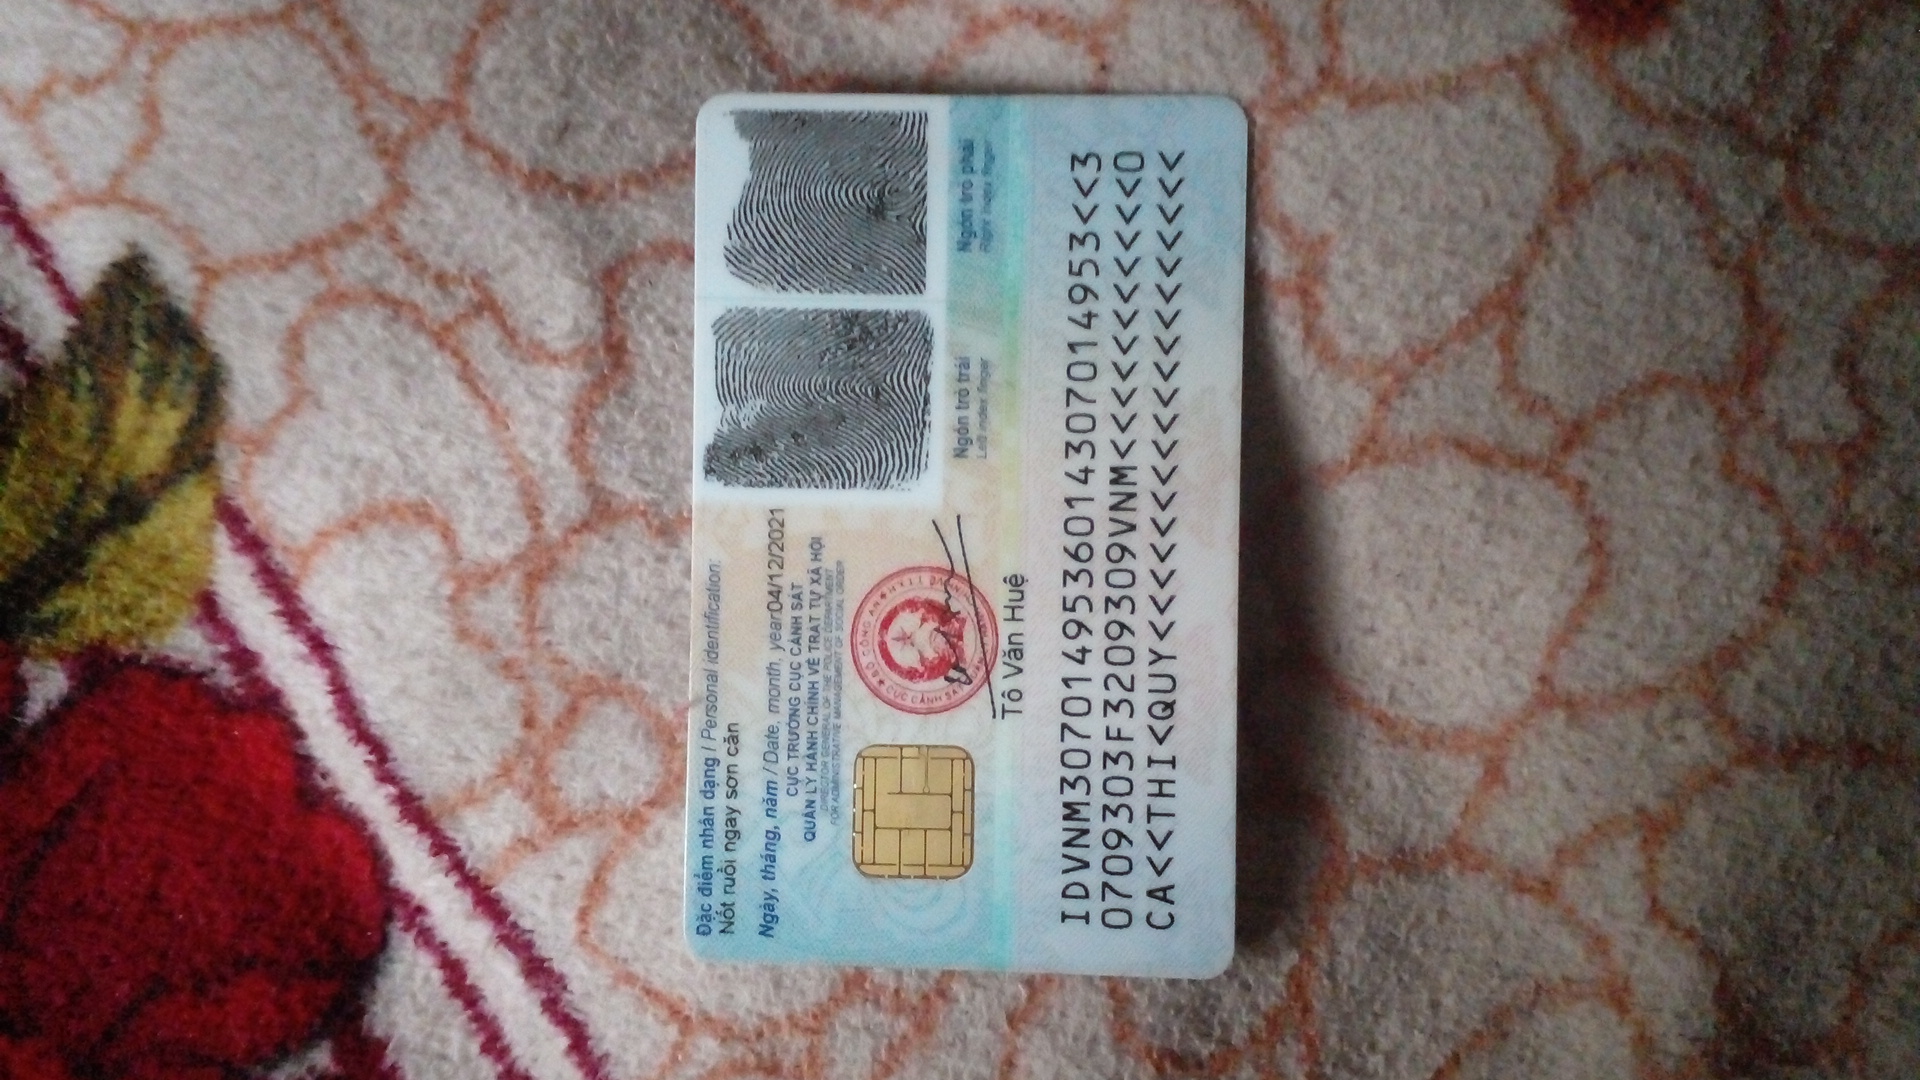 Đặc điểm nhân dạng / Personal identification:
Nốt ruồi ngay sơn căn
Ngày, tháng, năm / Date, month, year 04/12/2021
CỤC TRƯỞNG CỤC CẢNH SÁT
QUẢN LÝ HÀNH CHÍNH VỀ TRẬT TỰ XÃ HỘI
DIRECTOR GENERAL OF THE POLICE DEPARTMENT
FOR ADMINISTRATIVE MANAGEMENT OF SOCIAL ORDER
BỘ CÔNG AN
Tô Văn Huệ
Ngón trỏ trái
Left index finger
Ngón trỏ phải
Right index finger
IDVNM3070149536014307014953<<3
0709303F3209309VNM<<<<<<<<<<<0
CA<<THI<QUY<<<<<<<<<<<<<<<<<<<